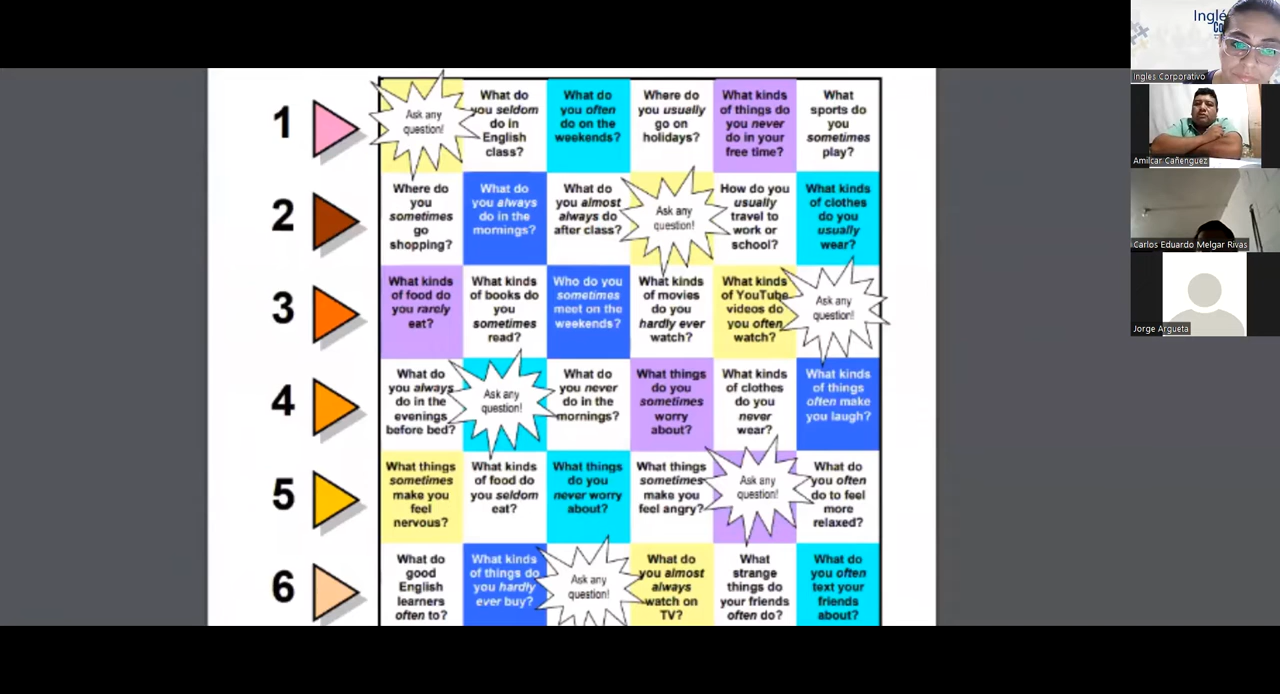 1
Ask any
question!
What do
you seldom
do in
English
class?
What do
you often
do on the
weekends?
Where do
you usually
go on
holidays?
What kinds
of things do
you never
do in your
free time?
What
sports do
you
sometimes
play?
2
Where do
you
sometimes
go
shopping?
What do
you always
do in the
mornings?
What do
you almost
always do
after class?
Ask any
question!
How do you
usually
travel to
work or
school?
What kinds
of clothes
do you
usually
wear?
3
What kinds
of food do
you rarely
eat?
What kinds
of books do
you
sometimes
read?
Who do you
sometimes
meet on the
weekends?
What kinds
of movies
do you
hardly ever
watch?
What kinds
of YouTube
videos do
you often
watch?
Ask any
question!
4
What do
you always
do in the
evenings
before bed?
Ask any
question!
What do
you never
do in the
mornings?
What things
do you
sometimes
worry
about?
What kinds
of clothes
do you
never
wear?
What kinds
of things
often make
you laugh?
5
What things
sometimes
make you
feel
nervous?
What kinds
of food do
you seldom
eat?
What things
do you
never worry
about?
What things
sometimes
make you
feel angry?
Ask any
question!
What do
you often
do to feel
more
relaxed?
6
What do
good
English
learners
often to?
What kinds
of things do
you hardly
ever buy?
Ask any
question!
What do
you almost
always
watch on
TV?
What
strange
things do
your friends
often do?
What do
you often
text your
friends
about?
Ingles Corporativo
Amilcar Cañenguez
Carlos Eduardo Melgar Rivas
Jorge Argueta